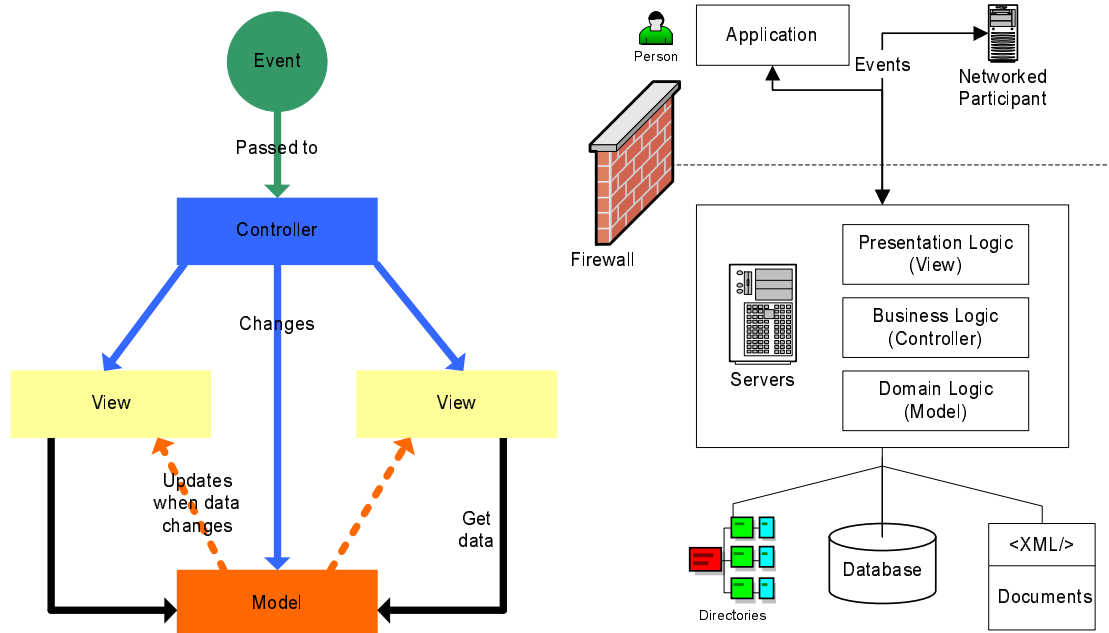 Event
Passed to
Controller
Changes
View
View
Updates
when data
changes
Get
data
Model
Person
Application
Events
Networked
Participant
Firewall
Presentation Logic
(View)
Business Logic
(Controller)
Servers
Domain Logic
(Model)
Directories
Database
<XML/>
Documents